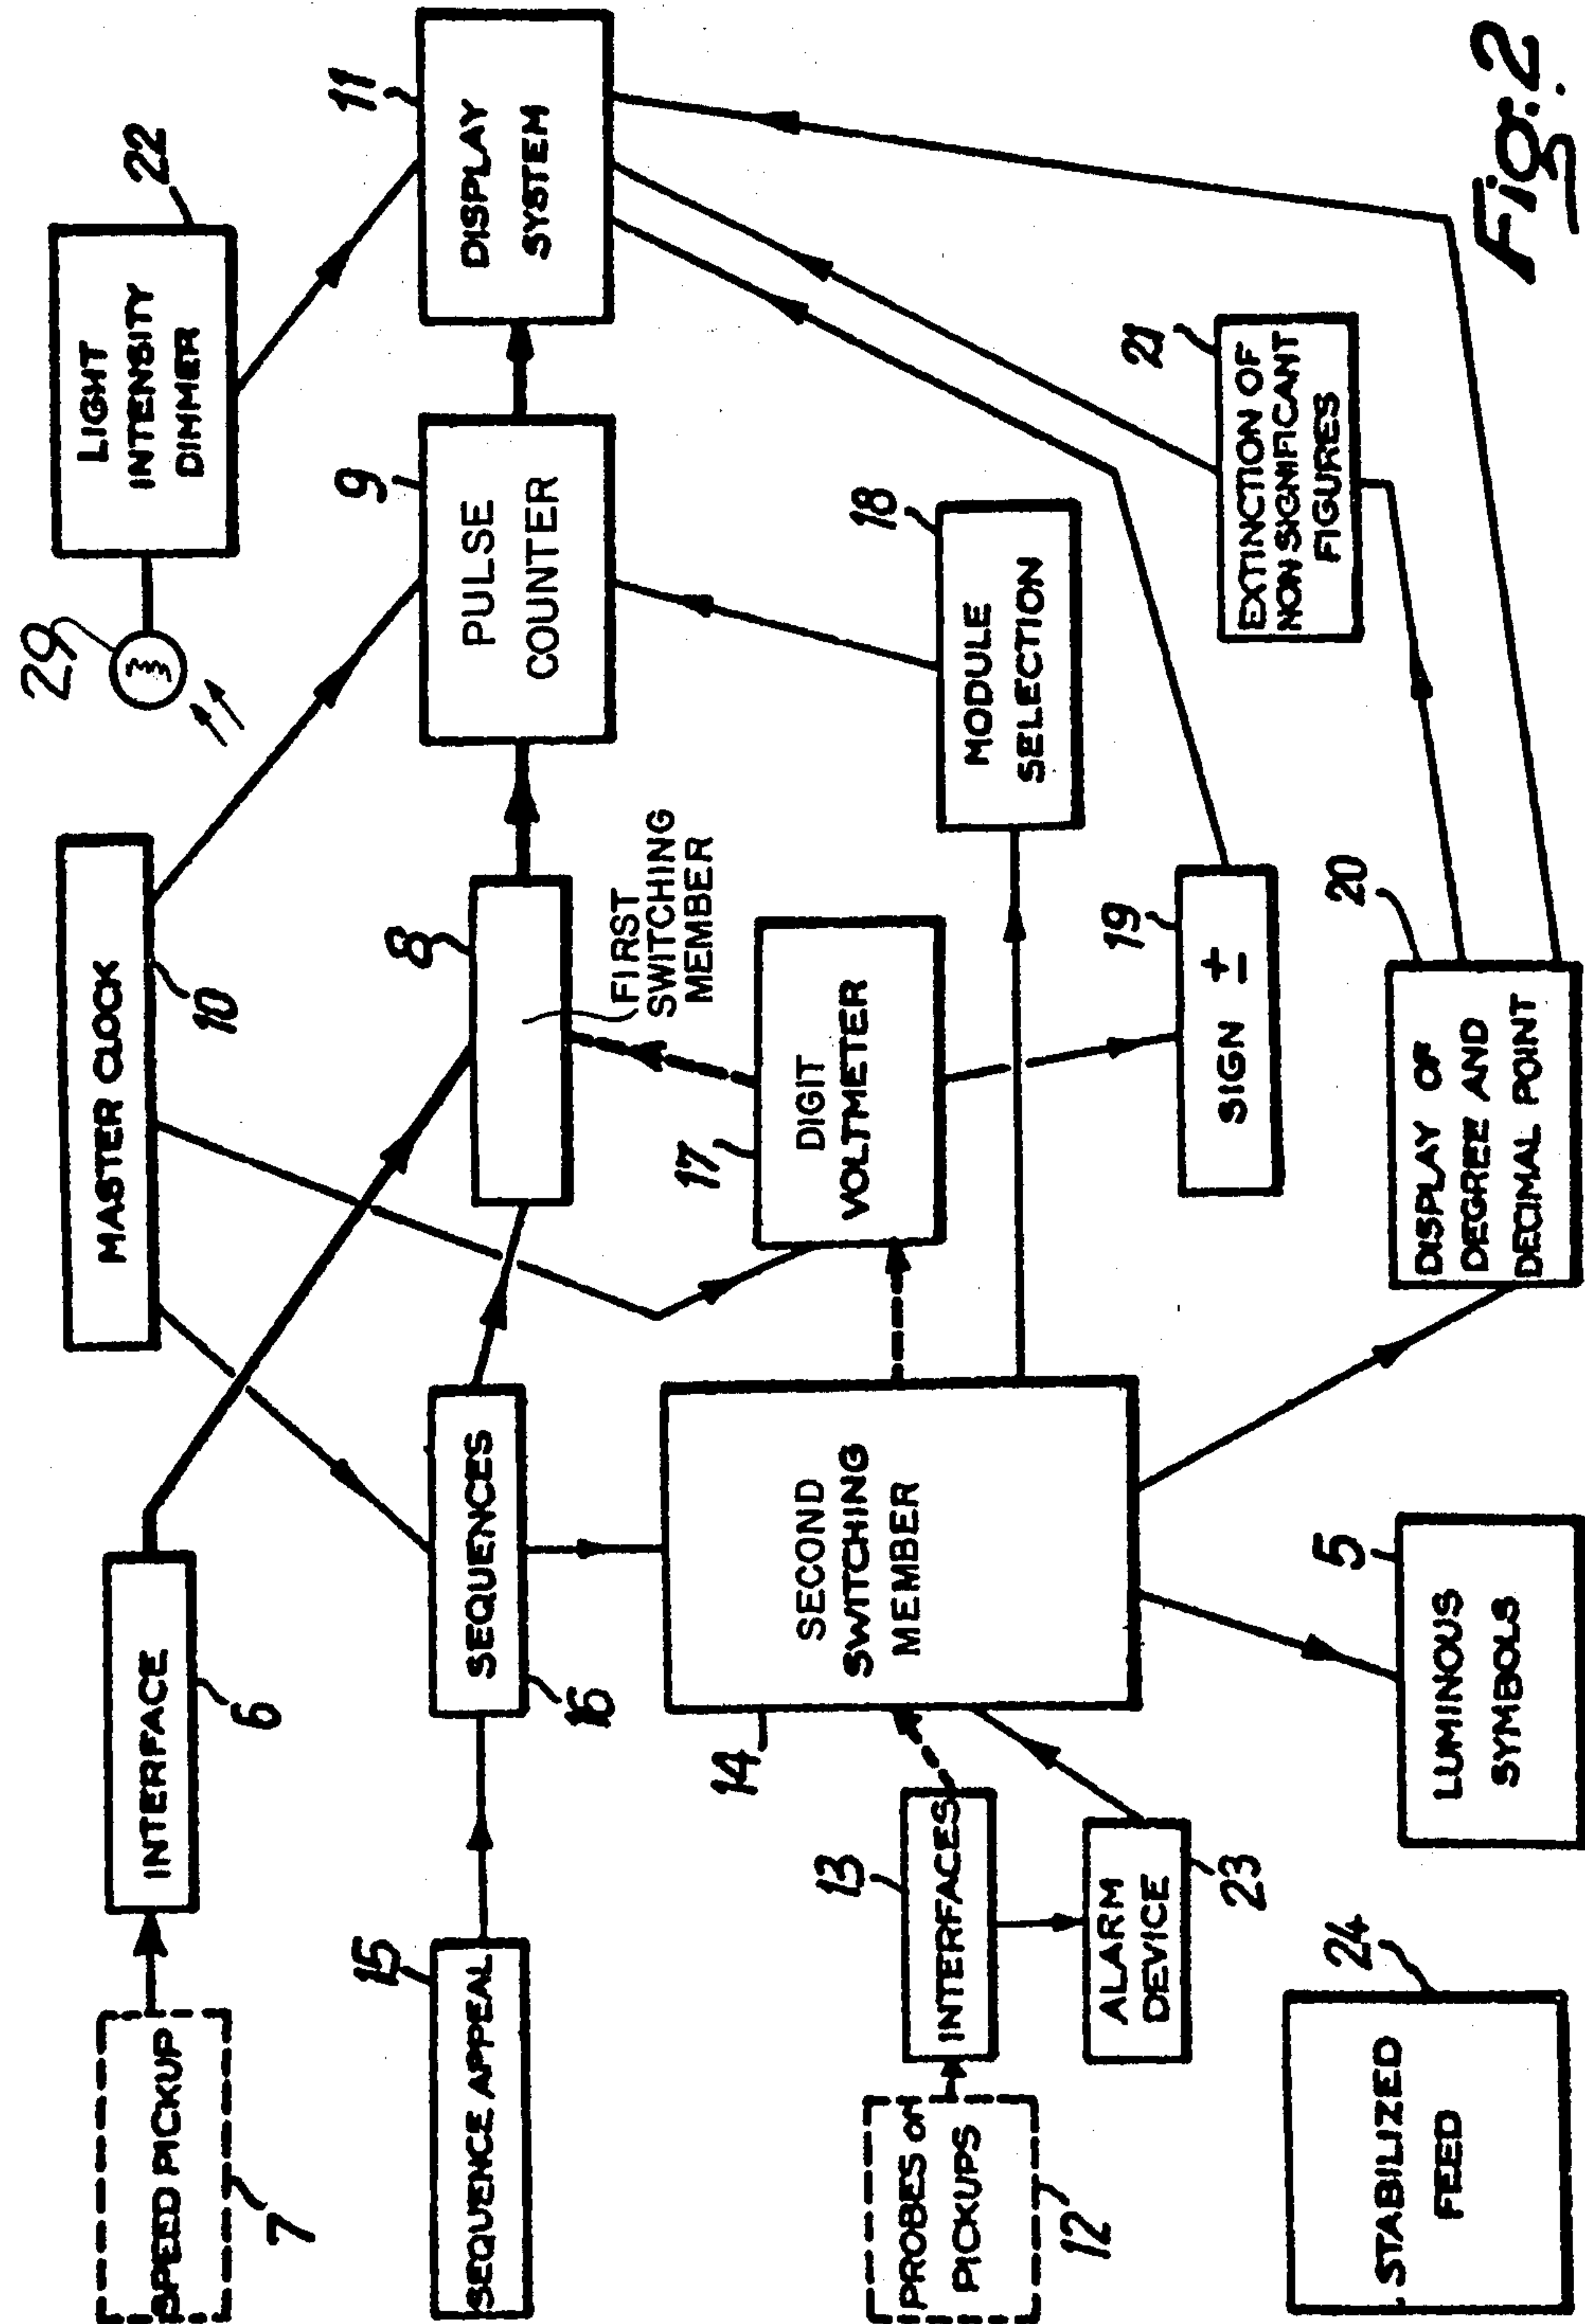 29
LIGHT
INTENSITY
DIMMER
22
MASTER CLOCK
10
INTERFACE
6
SPEED PICKUP
7
SEQUENCE APPEAL
15
SEQUENCES
16
8
FIRST
SWITCHING
MEMBER
PULSE
COUNTER
9
DISPLAY
SYSTEM
11
SECOND
SWITCHING
MEMBER
14
DIGIT
VOLTMETER
17
MODULE
SELECTION
18
PROBES or
PICKUPS
12
INTERFACES
13
ALARM
DEVICE
23
SIGN ±
19
EXTINCTION OF
NON SIGNIFICANT
FIGURES
21
STABILIZED
FEED
24
LUMINOUS
SYMBOLS
5
DISPLAY OF
DEGREE AND
DECIMAL POINT
20
Fig: 2